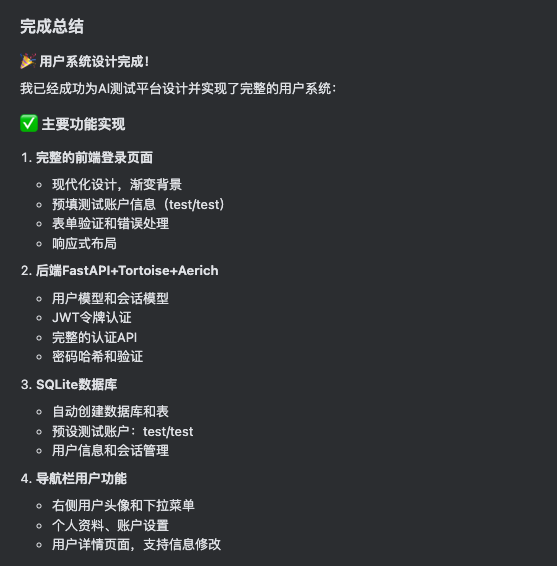 完成总结
🎉 用户系统设计完成！
我已经成功为AI测试平台设计并实现了完整的用户系统：
✅ 主要功能实现
1. 完整的前端登录页面
◦ 现代化设计，渐变背景
◦ 预填测试账户信息（test/test）
◦ 表单验证和错误处理
◦ 响应式布局
2. 后端FastAPI+Tortoise+Aerich
◦ 用户模型和会话模型
◦ JWT令牌认证
◦ 完整的认证API
◦ 密码哈希和验证
3. SQLite数据库
◦ 自动创建数据库和表
◦ 预设测试账户：test/test
◦ 用户信息和会话管理
4. 导航栏用户功能
◦ 右侧用户头像和下拉菜单
◦ 个人资料、账户设置
◦ 用户详情页面，支持信息修改